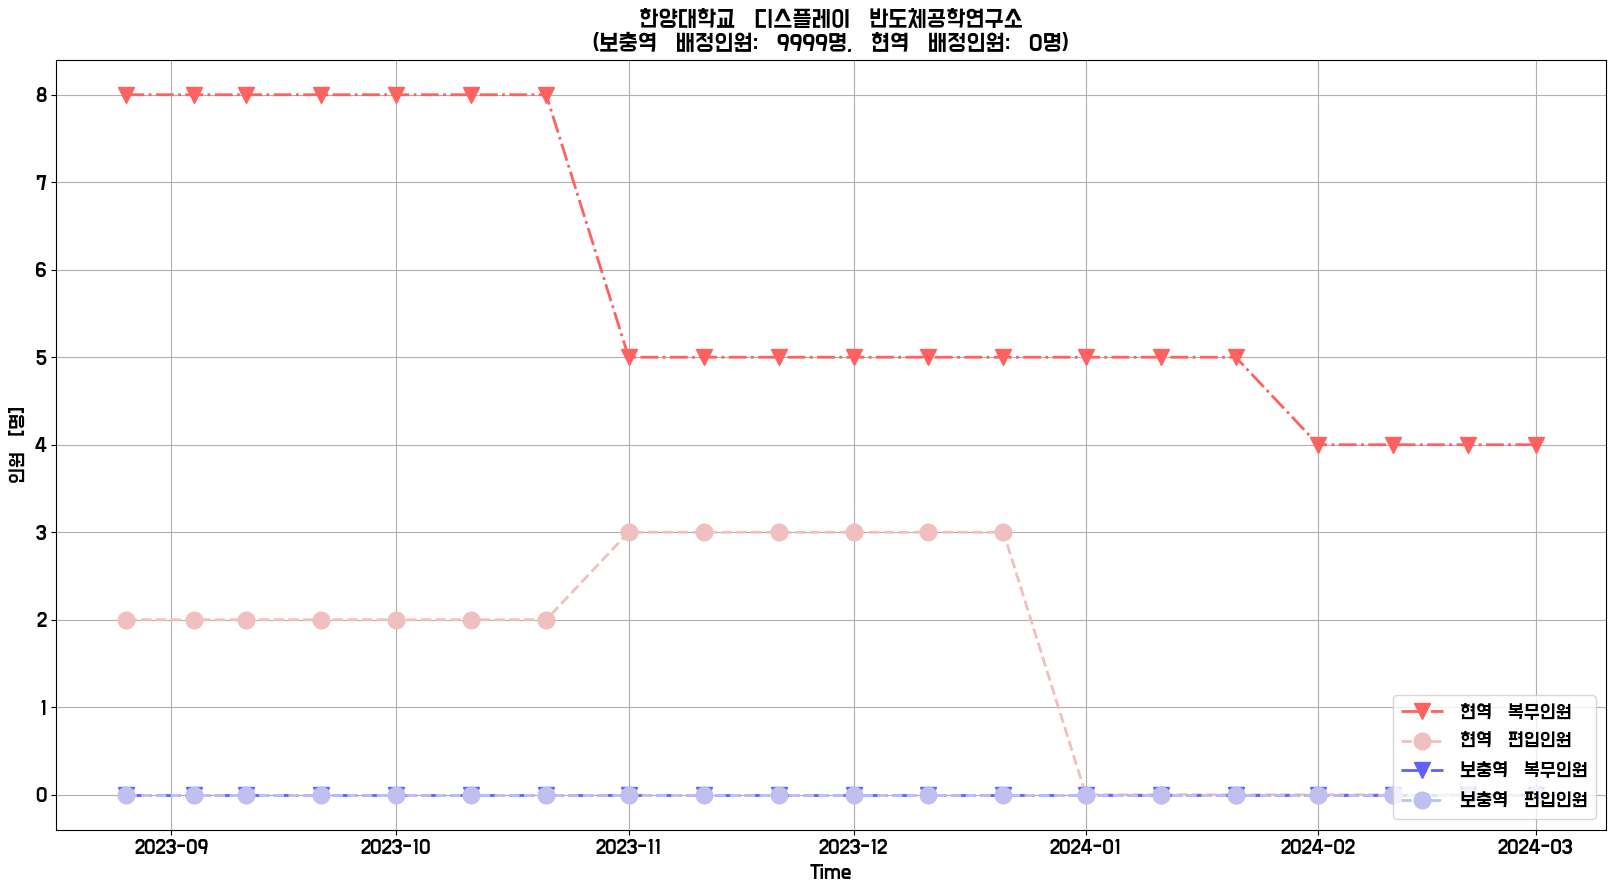 한양대학교 디스플레이 반도체공학연구소
(보충역 배정인원: 9999명, 현역 배정인원: 0명)
8
7
6
5
4
3
2
1
0
인원 [명]
현역 복무인원
현역 편입인원
보충역 복무인원
보충역 편입인원
2023-09 2023-10 2023-11 2023-12 2024-01 2024-02 2024-03
Time